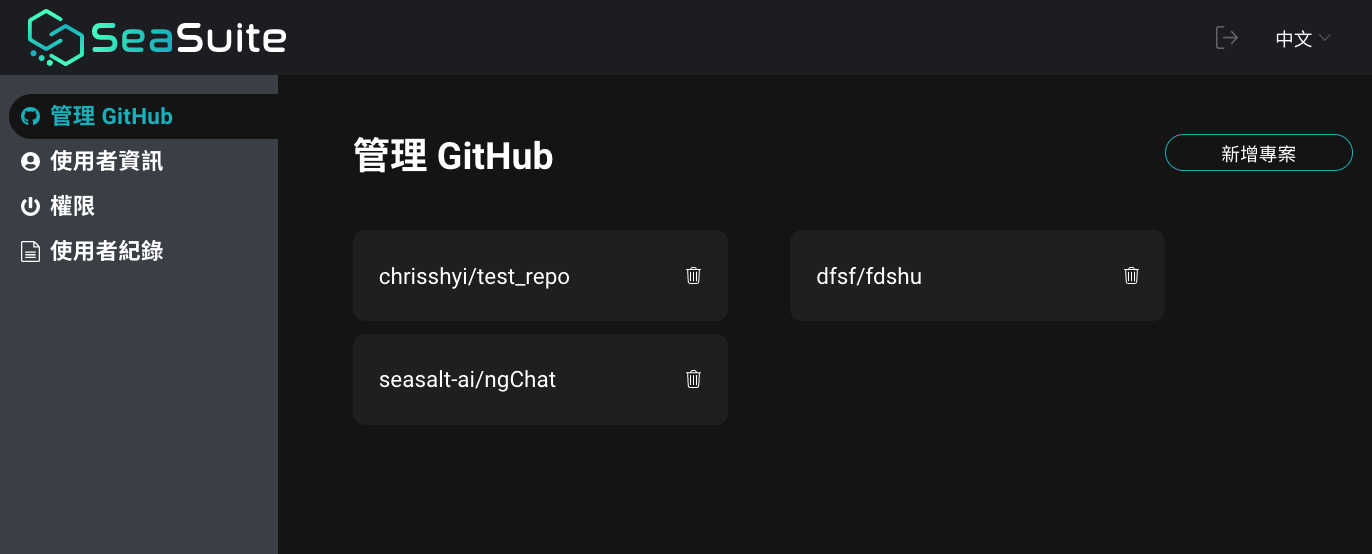 SeaSuite
中文
管理 GitHub
使用者資訊
權限
使用者紀錄
管理 GitHub
新增專案
chrisshyi/test_repo
dfsf/fdshu
seasalt-ai/ngChat